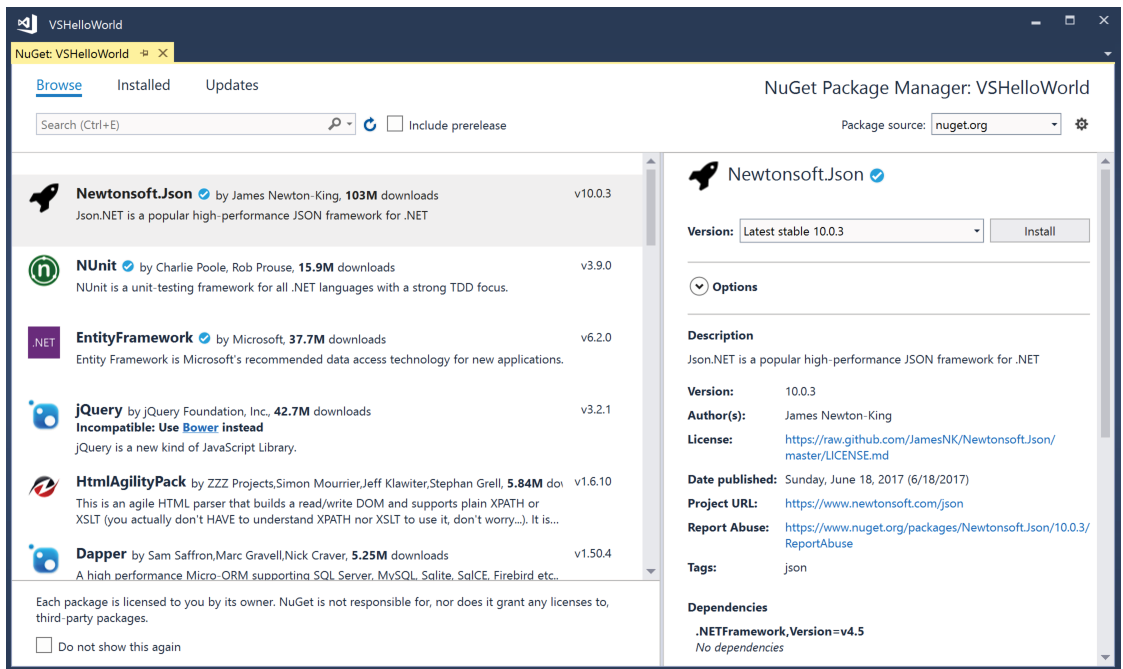 VSHelloWorld
NuGet: VSHelloWorld
Browse Installed Updates
NuGet Package Manager: VSHelloWorld
Search (Ctrl+E)
Include prerelease
Package source: nuget.org
Newtonsoft.Json by James Newton-King, 103M downloads v10.0.3
Json.NET is a popular high-performance JSON framework for .NET
n
NUnit by Charlie Poole, Rob Prouse, 15.9M downloads v3.9.0
NUnit is a unit-testing framework for all .NET languages with a strong TDD focus.
.NET
EntityFramework by Microsoft, 37.7M downloads v6.2.0
Entity Framework is Microsoft's recommended data access technology for new applications.
jQuery by jQuery Foundation, Inc., 42.7M downloads v3.2.1
Incompatible: Use Bower instead
jQuery is a new kind of JavaScript Library.
HtmlAgilityPack by ZZZ Projects,Simon Mourrier,Jeff Klawiter,Stephan Grell, 5.84M dov v1.6.10
This is an agile HTML parser that builds a read/write DOM and supports plain XPATH or
XSLT (you actually don't HAVE to understand XPATH nor XSLT to use it, don't worry...). It is...
Dapper by Sam Saffron,Marc Gravell,Nick Craver, 5.25M downloads v1.50.4
A high performance Micro-ORM supporting SQL Server, MySQL, Sqlite, SqlCE, Firebird etc..
Each package is licensed to you by its owner. NuGet is not responsible for, nor does it grant any licenses to,
third-party packages.
Do not show this again
Newtonsoft.Json
Version: Latest stable 10.0.3 Install
Options
Description
Json.NET is a popular high-performance JSON framework for .NET
Version: 10.0.3
Author(s): James Newton-King
License: https://raw.github.com/JamesNK/Newtonsoft.Json/
master/LICENSE.md
Date published: Sunday, June 18, 2017 (6/18/2017)
Project URL: https://www.newtonsoft.com/json
Report Abuse: https://www.nuget.org/packages/Newtonsoft.Json/10.0.3/
ReportAbuse
Tags: json
Dependencies
.NETFramework,Version=v4.5
No dependencies